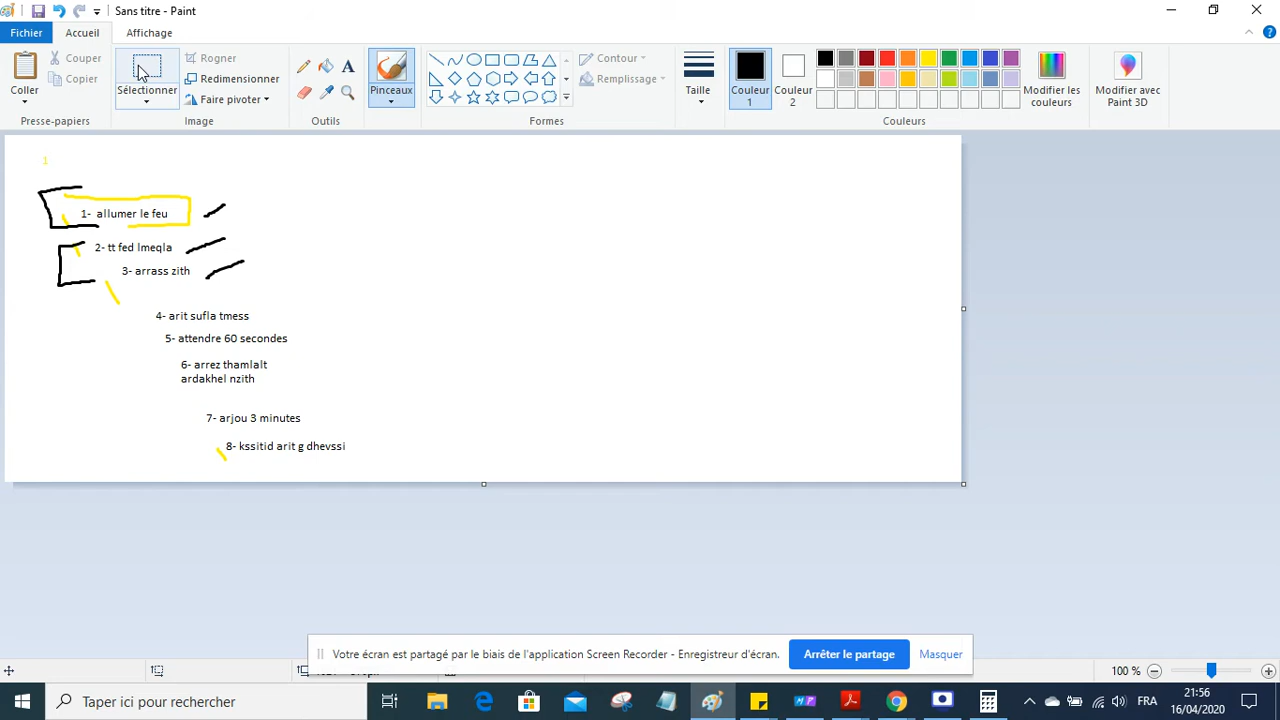 Sans titre - Paint
Fichier Accueil Affichage
Coller
Couper
Copier
Presse-papiers
Sélectionner
Rogner
Redimensionner
Faire pivoter
Image
A
Outils
Pinceaux
Contour
Remplissage
Formes
Taille
Couleur 1
Couleur 2
Couleurs
Modifier les couleurs
Modifier avec Paint 3D
1
1- allumer le feu
2- tt fed lmeqla
3- arrass zith
4- arit sufla tmess
5- attendre 60 secondes
6- arrez thamlalt
ardakhel nzith
7- arjou 3 minutes
8- kssitid arit g dhevssi
Votre écran est partagé par le biais de l'application Screen Recorder - Enregistreur d'écran. Arrêter le partage Masquer
100 %
Taper ici pour rechercher
FRA
21:56
16/04/2020